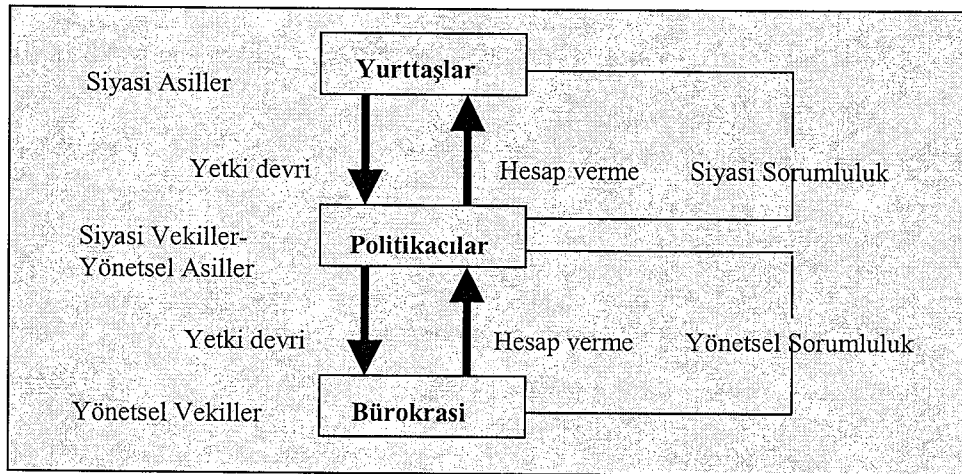 Yurttaşlar
Siyasi Asiller
Yetki devri
Hesap verme
Siyasi Sorumluluk
Siyasi Vekiller-
Yönetsel Asiller
Politikacılar
Yetki devri
Hesap verme
Yönetsel Sorumluluk
Yönetsel Vekiller
Bürokrasi